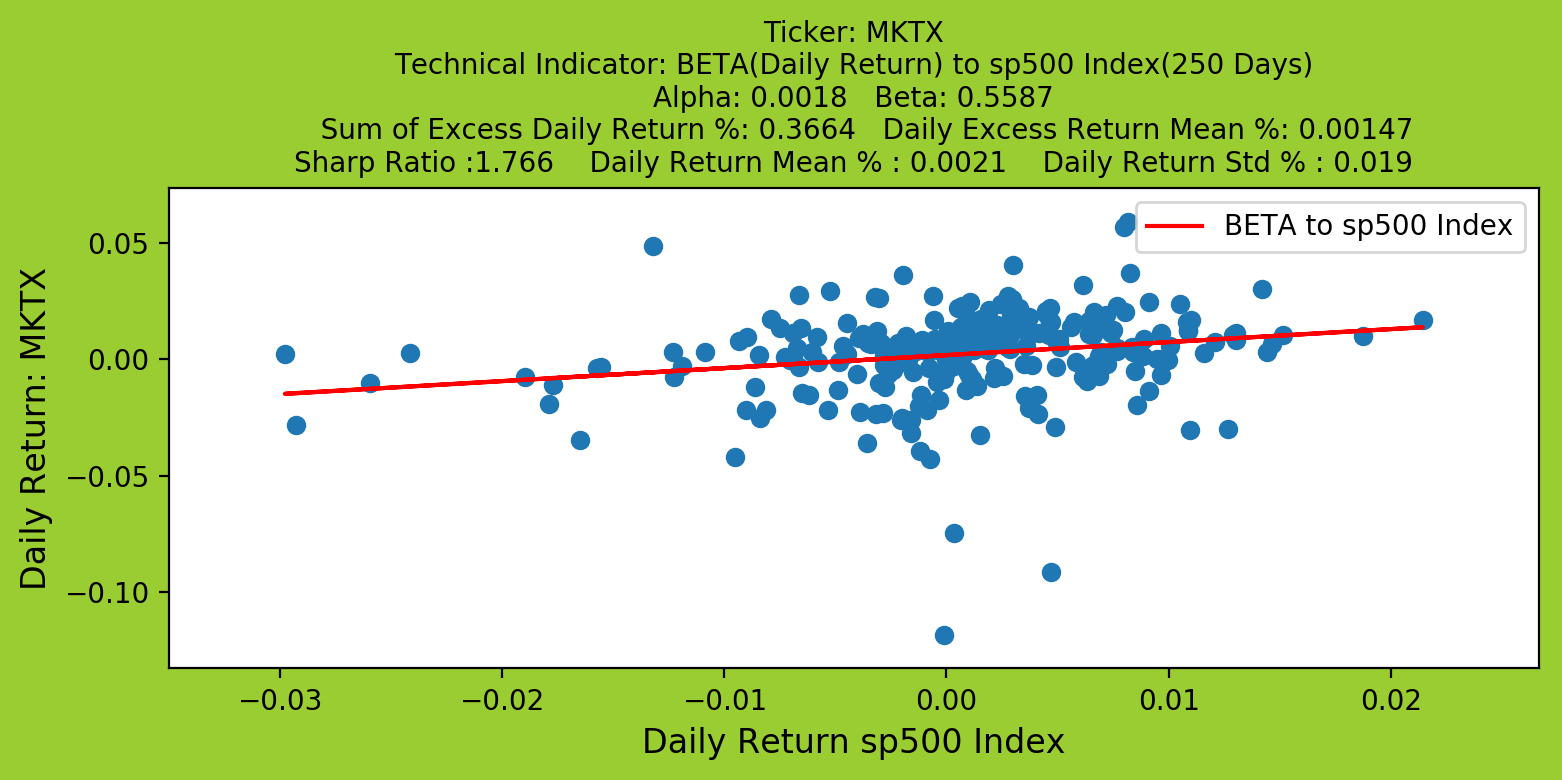 Ticker: MKTX
Technical Indicator: BETA(Daily Return) to sp500 Index(250 Days)
Alpha: 0.0018   Beta: 0.5587
Sum of Excess Daily Return %: 0.3664   Daily Excess Return Mean %: 0.00147
Sharp Ratio :1.766    Daily Return Mean % : 0.0021    Daily Return Std % : 0.019
BETA to sp500 Index
0.05
0.00
−0.05
−0.10
Daily Return: MKTX
−0.03 −0.02 −0.01 0.00 0.01 0.02
Daily Return sp500 Index